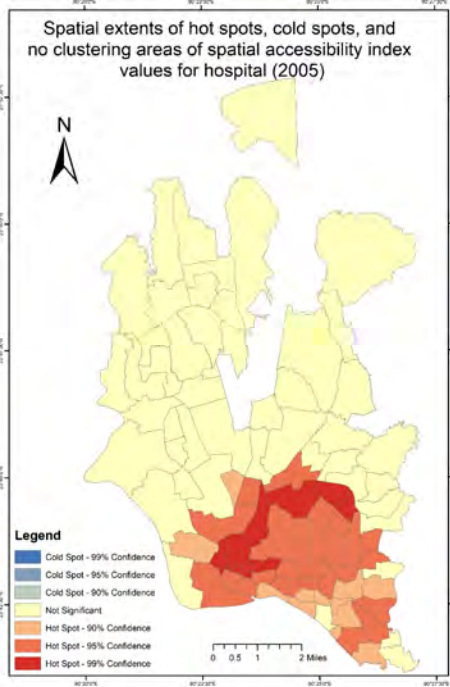 Spatial extents of hot spots, cold spots, and
no clustering areas of spatial accessibility index
values for hospital (2005)
N
Legend
Cold Spot - 99% Confidence
Cold Spot - 95% Confidence
Cold Spot - 90% Confidence
Not Significant
Hot Spot - 90% Confidence
Hot Spot - 95% Confidence
Hot Spot - 99% Confidence
0 0.5 1 2 Miles